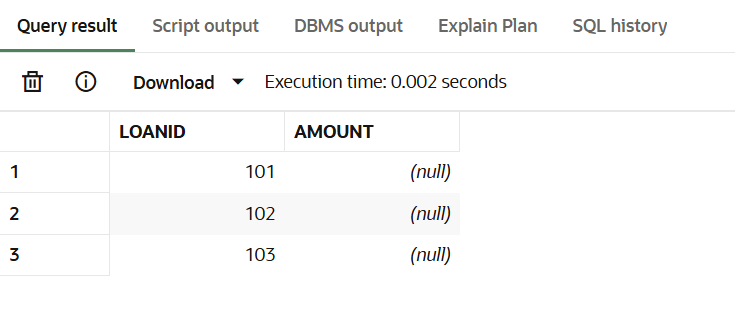 Query result Script output DBMS output Explain Plan SQL history
Download Execution time: 0.002 seconds
LOANID AMOUNT
1 101 (null)
2 102 (null)
3 103 (null)